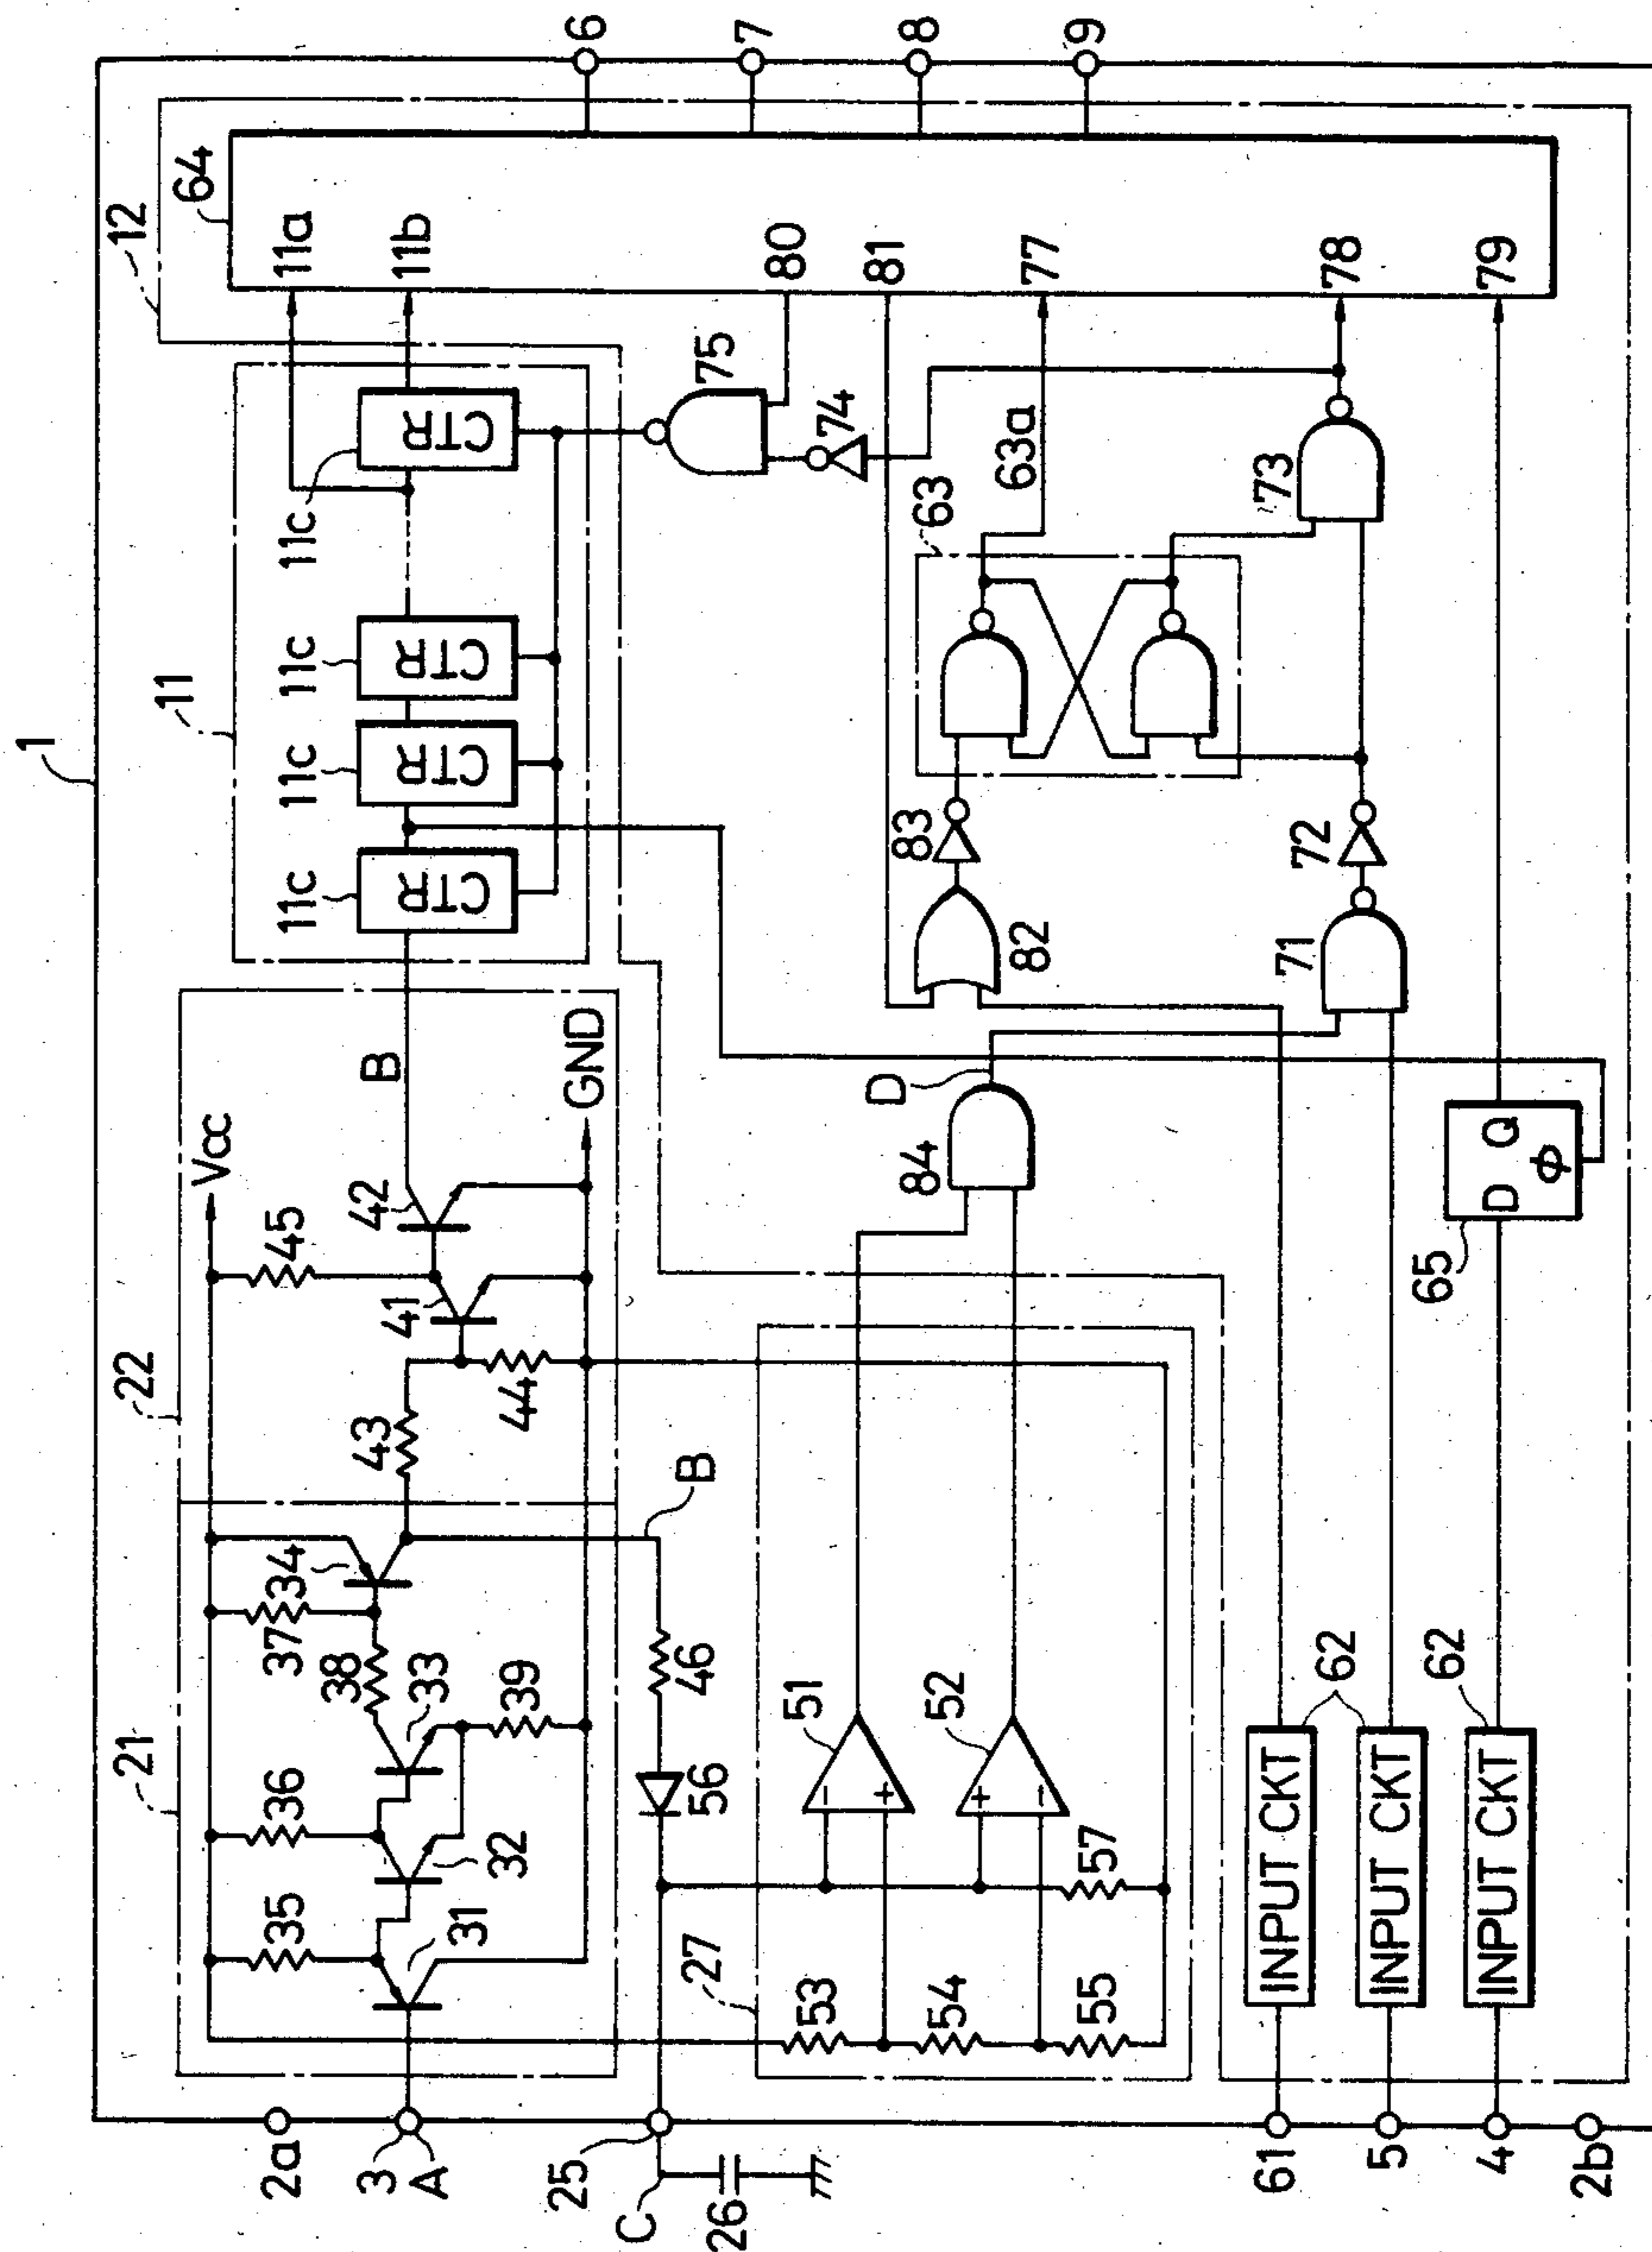 1
12
64
11a
11b
80
81
77
78
79
6
7
8
9
11
11c
11c
11c
11c
CTR
CTR
CTR
CTR
75
74
63
63a
73
83
82
72
71
22
Vcc
B
GND
45
42
41
43
44
D
84
65
D
Q
Φ
21
35
36
37
38
34
33
32
31
39
B
46
56
27
51
52
-
+
+
-
53
54
55
57
62
62
INPUT CKT
INPUT CKT
INPUT CKT
2a
3
A
25
C
26
61
5
4
2b